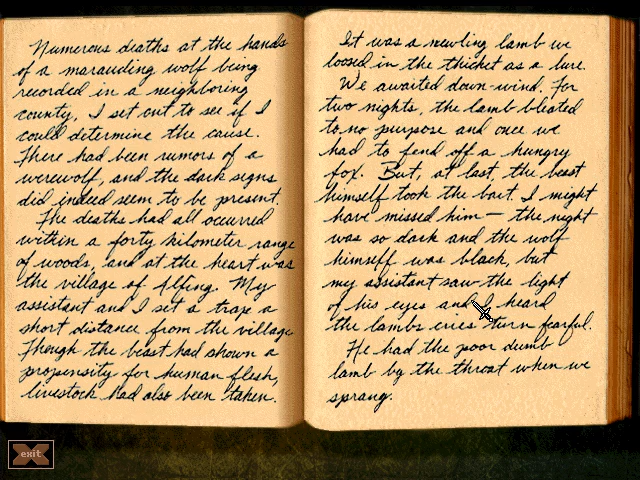 Numerous deaths at the hands
of a marauding wolf being
recorded in a neighboring
county, I set out to see if I
could determine the cause.
There had been rumors of a
werewolf, and the dark signs
did indeed seem to be present.
The deaths had all occurred
within a forty kilometer range
of woods, and at the heart was
the village of Alfing. My
assistant and I set a trap a
short distance from the village.
Though the beast had shown a
propensity for human flesh,
livestock had also been taken.
It was a mewling lamb we
loosed in the thicket as a lure.
We awaited down-wind. For
two nights, the lamb bleated
to no purpose and once we
had to fend off a hungry
fox. But, at last, the beast
himself took the bait. I might
have missed him — the night
was so dark and the wolf
himself was black, but
my assistant saw the light
of his eyes and I heard
the lambs cries turn fearful.
He had the poor dumb
lamb by the throat when we
sprang.
exit